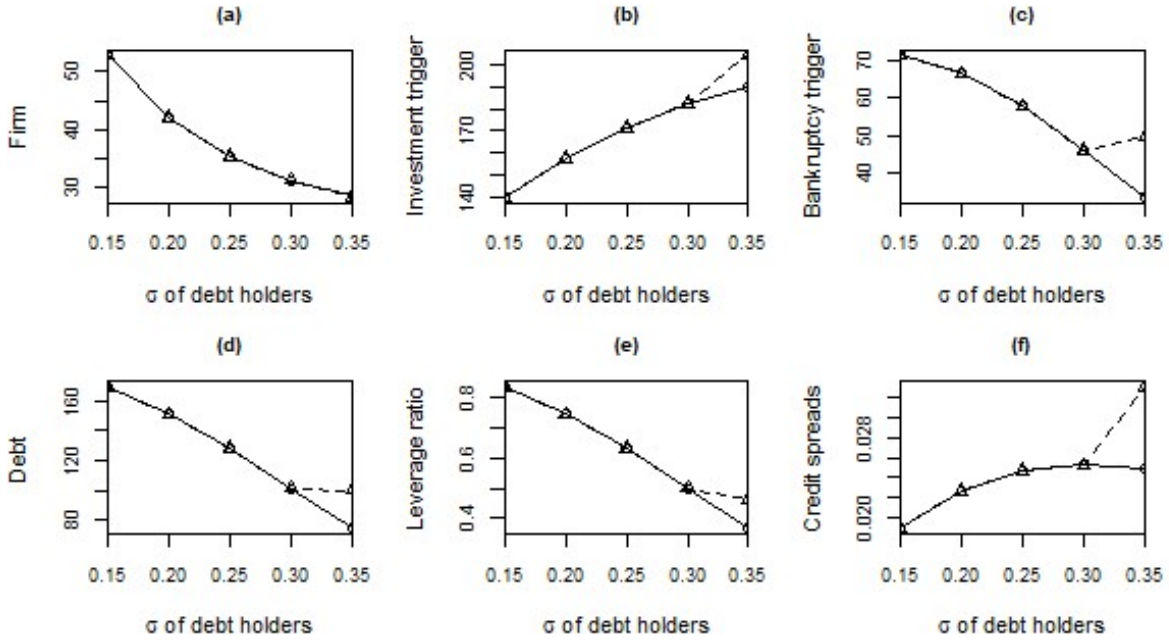 (a)
Firm
50
40
30
0.15 0.20 0.25 0.30 0.35
σ of debt holders
(b)
Investment trigger
200
170
140
0.15 0.20 0.25 0.30 0.35
σ of debt holders
(c)
Bankruptcy trigger
70
60
50
40
0.15 0.20 0.25 0.30 0.35
σ of debt holders
(d)
Debt
160
120
80
0.15 0.20 0.25 0.30 0.35
σ of debt holders
(e)
Leverage ratio
0.8
0.6
0.4
0.15 0.20 0.25 0.30 0.35
σ of debt holders
(f)
Credit spreads
0.028
0.020
0.15 0.20 0.25 0.30 0.35
σ of debt holders